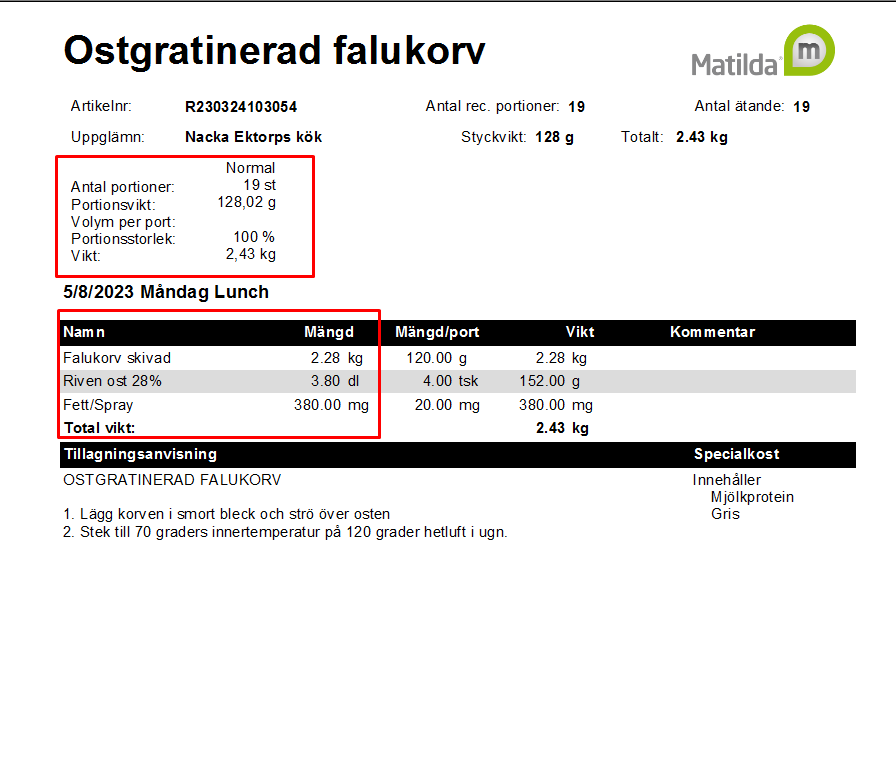 Ostgratinerad falukorv
Matilda m
Artikelnr: R230324103054 Antal rec. portioner: 19 Antal ätande: 19
Uppglämn: Nacka Ektorps kök Styckvikt: 128 g Totalt: 2.43 kg
Normal
Antal portioner: 19 st
Portionsvikt: 128,02 g
Volym per port:
Portionsstorlek: 100 %
Vikt: 2,43 kg
5/8/2023 Måndag Lunch
Namn Mängd Mängd/port Vikt Kommentar
Falukorv skivad 2.28 kg 120.00 g 2.28 kg
Riven ost 28% 3.80 dl 4.00 tsk 152.00 g
Fett/Spray 380.00 mg 20.00 mg 380.00 mg
Total vikt: 2.43 kg
Tillagningsanvisning Specialkost
OSTGRATINERAD FALUKORV Innehåller
Mjölkprotein
1. Lägg korven i smort bleck och strö över osten Gris
2. Stek till 70 graders innertemperatur på 120 grader hetluft i ugn.